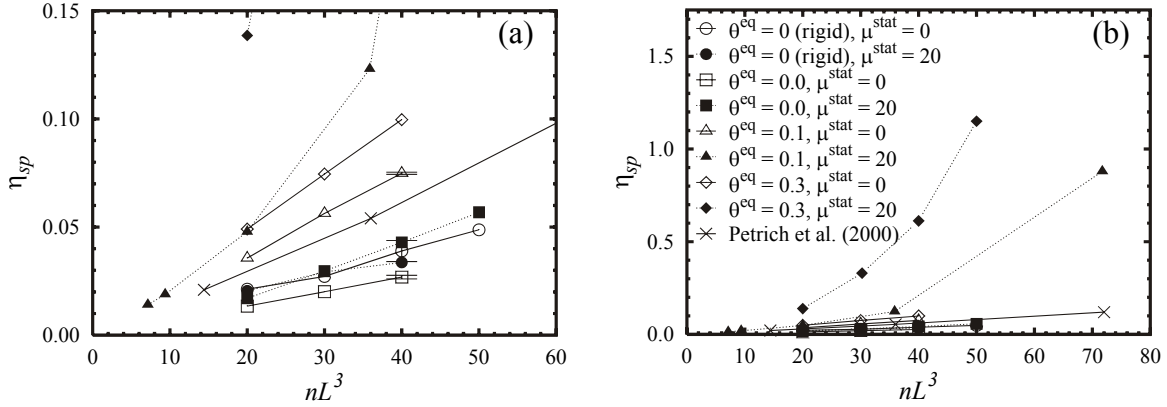 (a)
0.15
0.10
0.05
0.00
η_sp
0 10 20 30 40 50 60
nL^3
(b)
θ^eq = 0 (rigid), μ^stat = 0
θ^eq = 0 (rigid), μ^stat = 20
θ^eq = 0.0, μ^stat = 0
θ^eq = 0.0, μ^stat = 20
θ^eq = 0.1, μ^stat = 0
θ^eq = 0.1, μ^stat = 20
θ^eq = 0.3, μ^stat = 0
θ^eq = 0.3, μ^stat = 20
Petrich et al. (2000)
1.5
1.0
0.5
0.0
η_sp
0 10 20 30 40 50 60 70 80
nL^3